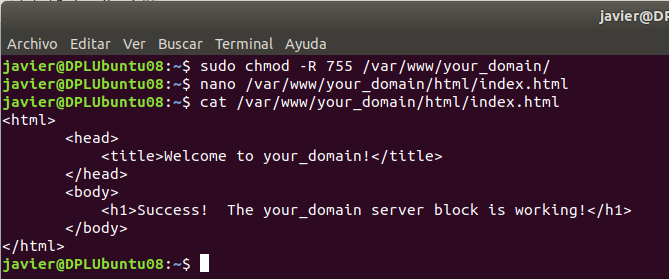 javier@DPLU
Archivo Editar Ver Buscar Terminal Ayuda
javier@DPLUbuntu08:~$ sudo chmod -R 755 /var/www/your_domain/
javier@DPLUbuntu08:~$ nano /var/www/your_domain/html/index.html
javier@DPLUbuntu08:~$ cat /var/www/your_domain/html/index.html
<html>
        <head>
            <title>Welcome to your_domain!</title>
        </head>
        <body>
            <h1>Success!  The your_domain server block is working!</h1>
        </body>
</html>
javier@DPLUbuntu08:~$